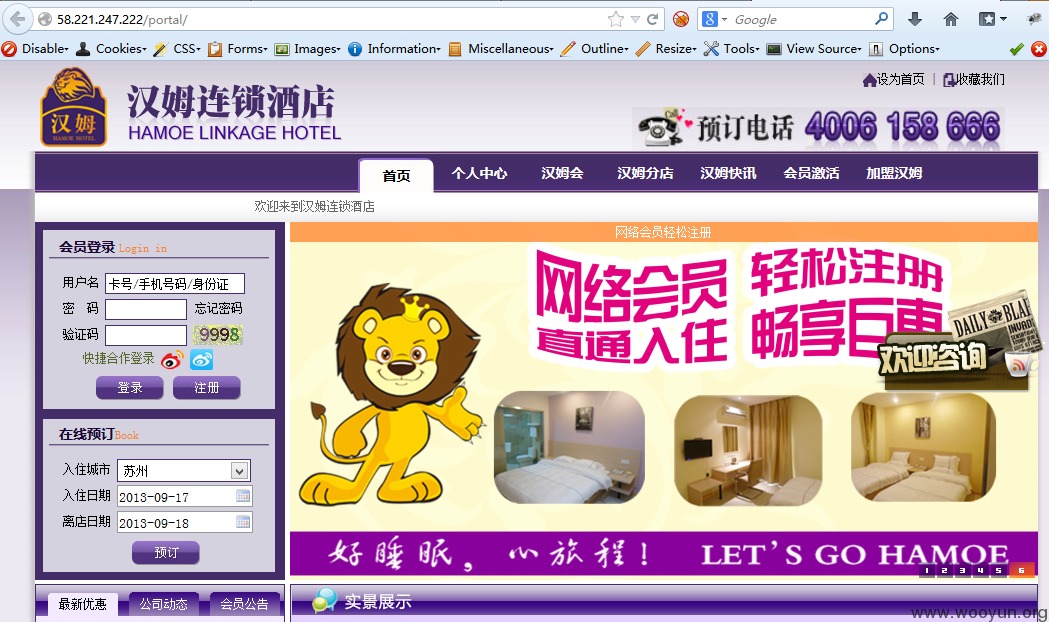 58.221.247.222/portal/
Google
Disable Cookies CSS Forms Images Information Miscellaneous Outline Resize Tools View Source Options
设为首页 | 收藏我们
汉姆
HAMOE HOTEL
汉姆连锁酒店
HAMOE LINKAGE HOTEL
预订电话 4006 158 666
首页 个人中心 汉姆会 汉姆分店 汉姆快讯 会员激活 加盟汉姆
欢迎来到汉姆连锁酒店
会员登录 Login in
用户名 卡号/手机号码/身份证
密 码 忘记密码
验证码 9998
快捷合作登录
登录 注册
在线预订Book
入住城市 苏州
入住日期 2013-09-17
离店日期 2013-09-18
预订
网络会员轻松注册
网络会员 轻松注册
直通入住 畅享E惠
DAILY BLA
欢迎咨询
好睡眠,心旅程! LET'S GO HAMOE
1 2 3 4 5 6
最新优惠 公司动态 会员公告
实景展示
www.wooyun.org